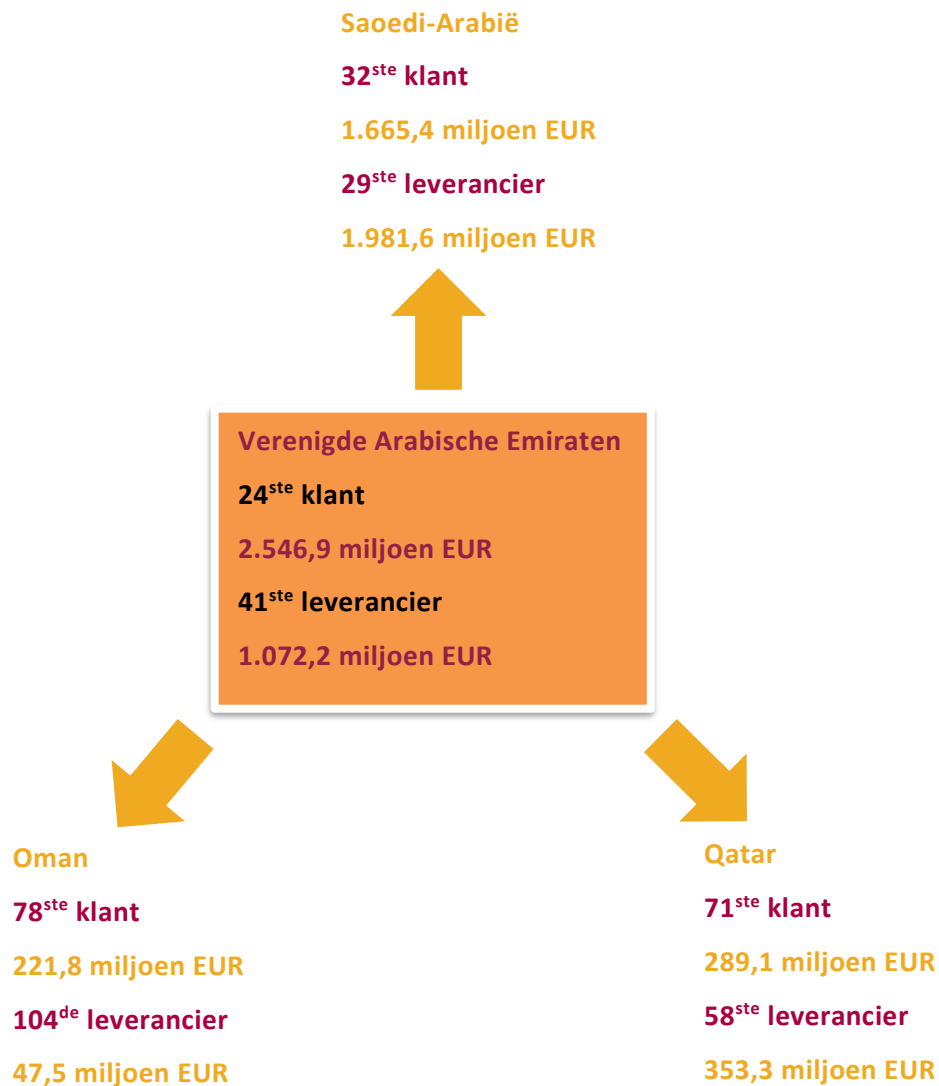 Saoedi-Arabië
32ste klant
1.665,4 miljoen EUR
29ste leverancier
1.981,6 miljoen EUR
Verenigde Arabische Emiraten
24ste klant
2.546,9 miljoen EUR
41ste leverancier
1.072,2 miljoen EUR
Oman
78ste klant
221,8 miljoen EUR
104de leverancier
47,5 miljoen EUR
Qatar
71ste klant
289,1 miljoen EUR
58ste leverancier
353,3 miljoen EUR